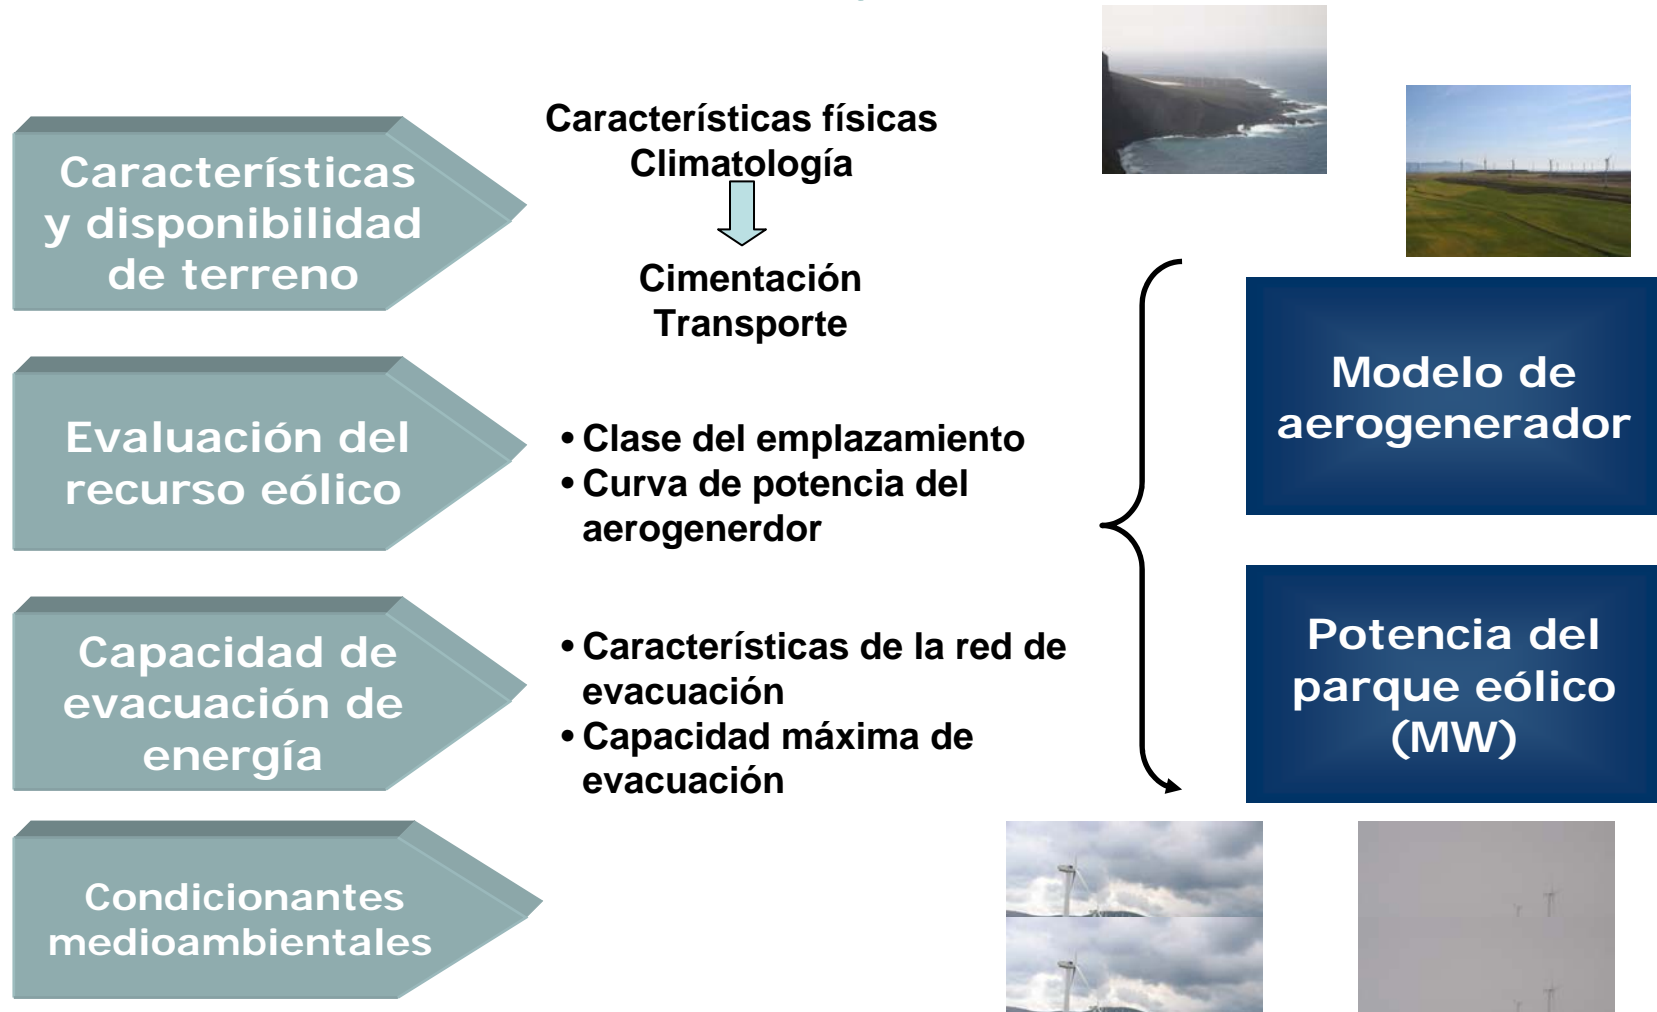 Características
y disponibilidad
de terreno
Características físicas
Climatología
Cimentación
Transporte
Evaluación del
recurso eólico
• Clase del emplazamiento
• Curva de potencia del
aerogenerdor
Capacidad de
evacuación de
energía
• Características de la red de
evacuación
• Capacidad máxima de
evacuación
Condicionantes
medioambientales
Modelo de
aerogenerador
Potencia del
parque eólico
(MW)